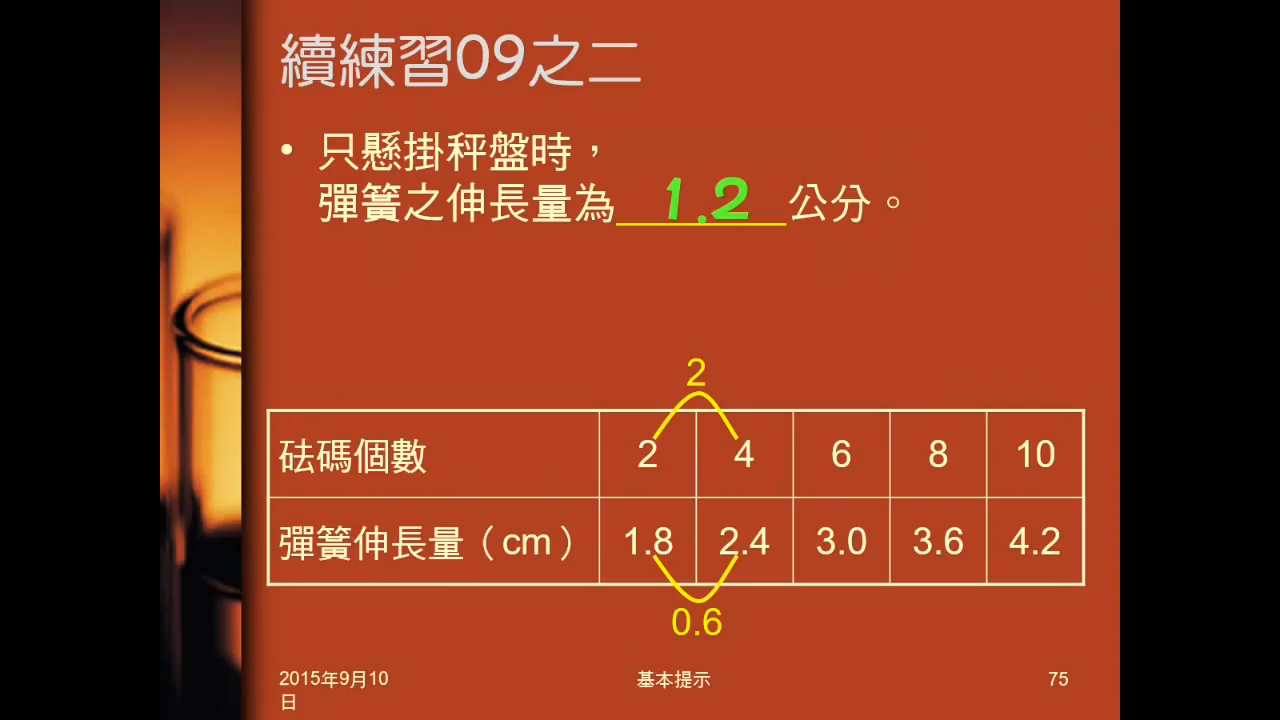 續練習09之二
• 只懸掛秤盤時，
彈簧之伸長量為 1.2 公分。
2
砝碼個數 2 4 6 8 10
彈簧伸長量（cm） 1.8 2.4 3.0 3.6 4.2
0.6
2015年9月10
日
基本提示
75